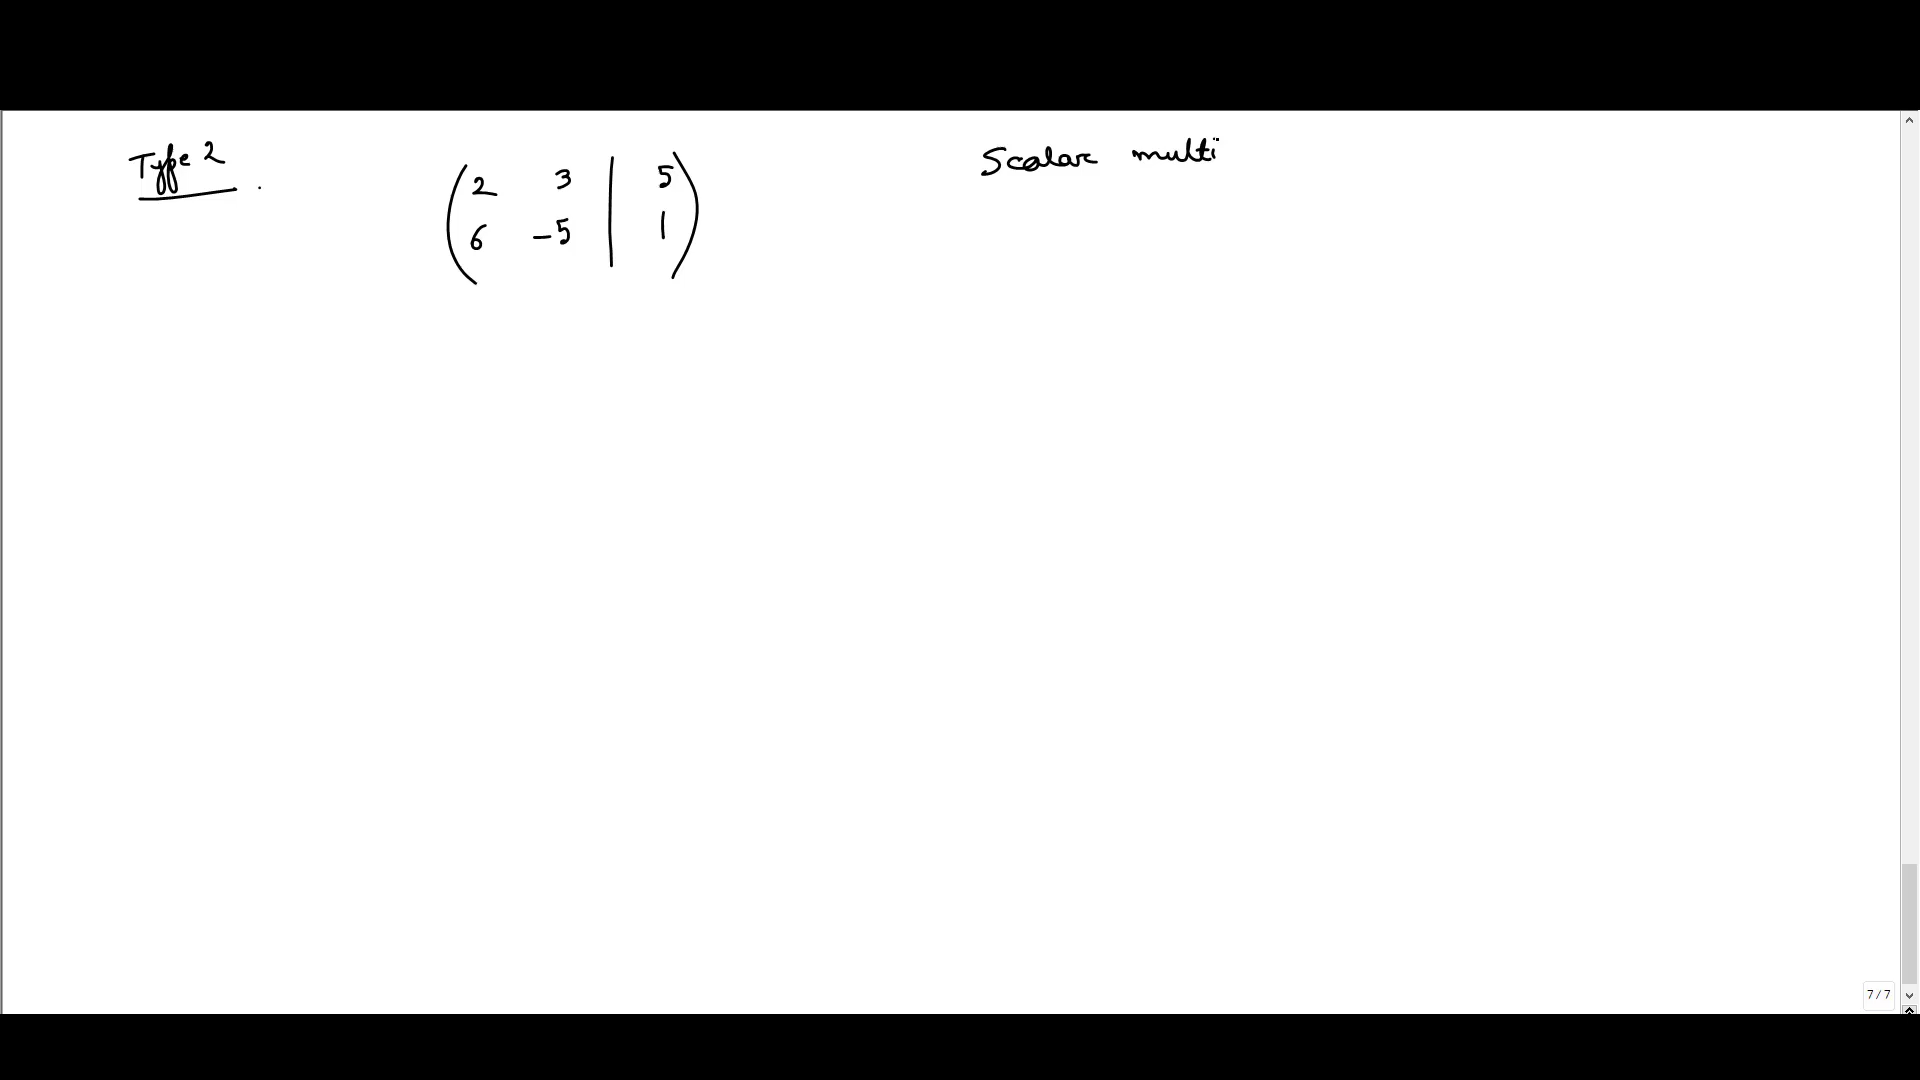 Type 2 .
( 2 3 | 5 )
( 6 -5 | 1 )
Scalar multi
7 / 7